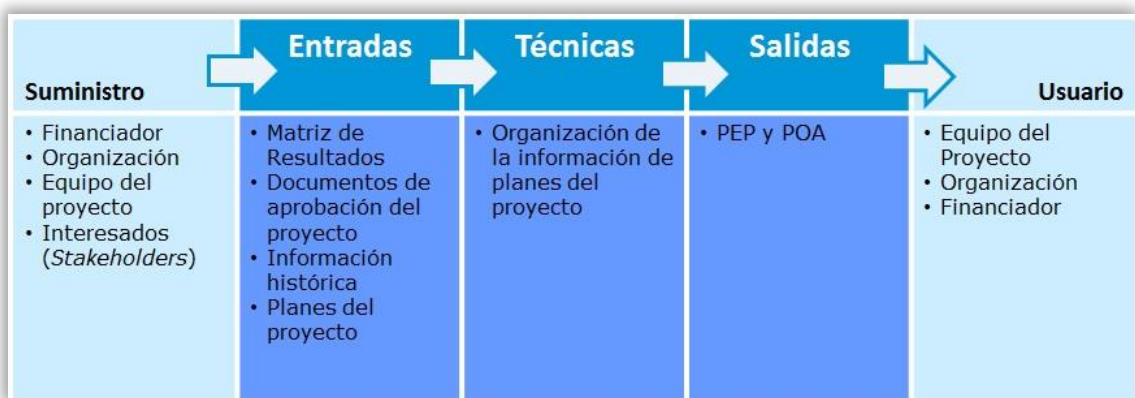 Suministro
Entradas
Técnicas
Salidas
Usuario
• Financiador
• Organización
• Equipo del
proyecto
• Interesados
(Stakeholders)
• Matriz de
Resultados
• Documentos de
aprobación del
proyecto
• Información
histórica
• Planes del
proyecto
• Organización de
la información de
planes del
proyecto
• PEP y POA
• Equipo del
Proyecto
• Organización
• Financiador